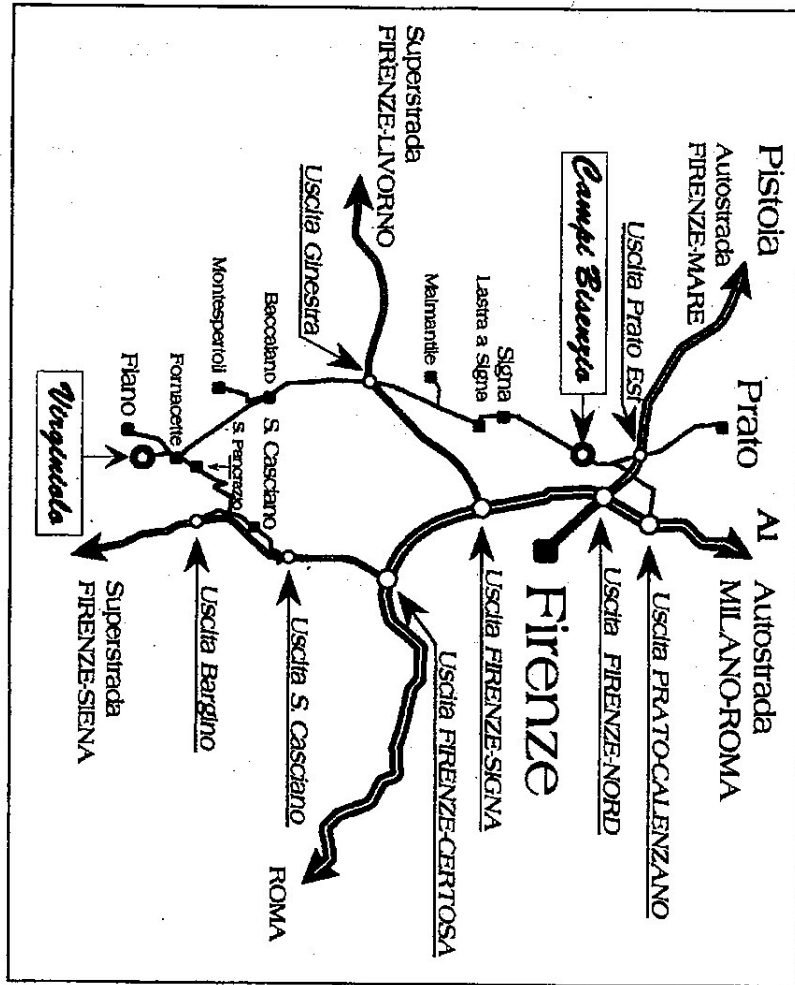 Pistoia
Prato
A1
Autostrada
MILANO-ROMA
Autostrada
FIRENZE-MARE
Uscita Prato Est
Uscita PRATO-CALENZANO
Campi Bisenzio
Uscita FIRENZE-NORD
Firenze
Signa
Lastra a Signa
Uscita FIRENZE-SIGNA
Malmantile
Uscita FIRENZE-CERTOSA
Superstrada
FIRENZE-LIVORNO
Uscita Ginestra
Uscita S. Casciano
ROMA
Baccaiano
S. Casciano
S. Pancrazio
Montespertoli
Uscita Bargino
Fornacette
Fiano
Virginiolo
Superstrada
FIRENZE-SIENA